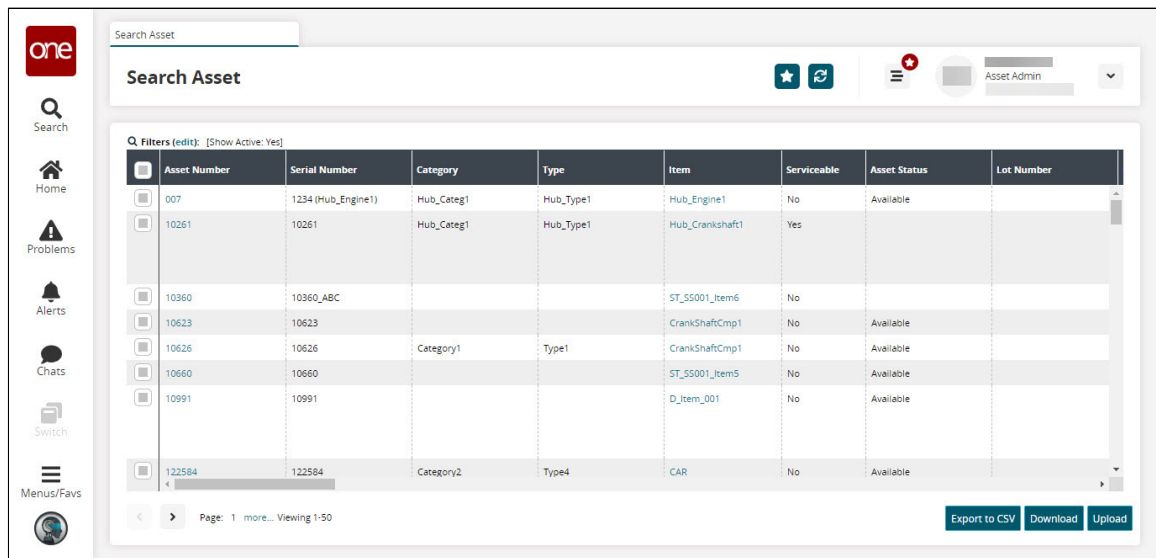 one
Search
Home
Problems
Alerts
Chats
Switch
Menus/Favs
Search Asset
Search Asset
Asset Admin
Filters (edit): [Show Active: Yes]
Asset Number Serial Number Category Type Item Serviceable Asset Status Lot Number
007 1234 (Hub_Engine1) Hub_Categ1 Hub_Type1 Hub_Engine1 No Available
10261 10261 Hub_Categ1 Hub_Type1 Hub_Crankshaft1 Yes
10360 10360_ABC ST_SS001_Item6 No
10623 10623 CrankShaftCmp1 No Available
10626 10626 Category1 Type1 CrankShaftCmp1 No Available
10660 10660 ST_SS001_Item5 No Available
10991 10991 D_Item_001 No Available
122584 122584 Category2 Type4 CAR No Available
Page: 1 more... Viewing 1-50
Export to CSV Download Upload